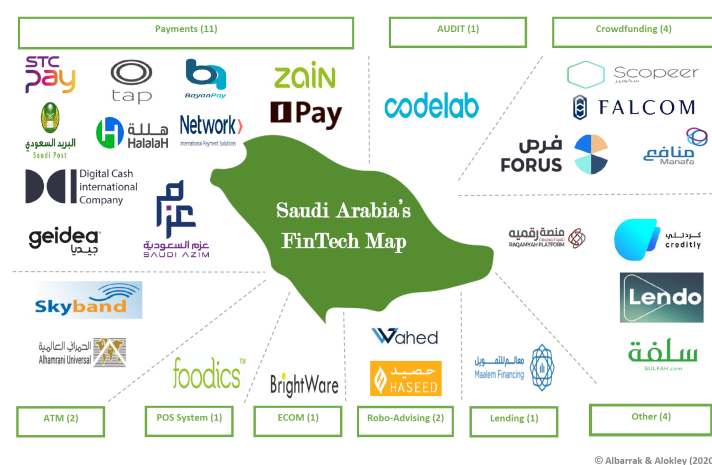 Payments (11)
AUDIT (1)
Crowdfunding (4)
STC
pay
tap
BayanPay
zain
Pay
codelab
Scopeer
سكوبير
FALCOM
البريد السعودي
Saudi Post
هللة
HalalaH
Network
International Payment Solutions
فرص
FORUS
منافع
Manafa
Digital Cash
international
Company
عزم
عزم السعودية
SAUDI AZIM
geidea
جيديا
Saudi Arabia's
FinTech Map
منصة رقمية
RAQAMYAH PLATFORM
كردتلي
creditly
Skyband
Lendo
الحمراني العالمية
Alhamrani Universal
foodics™
BrightWare
Wahed
حصيد
HASEED
معالم للتمويل
Maalem Financing
سلفة
SULFAH.com
ATM (2)
POS System (1)
ECOM (1)
Robo-Advising (2)
Lending (1)
Other (4)
© Albarrak & Alokley (2020